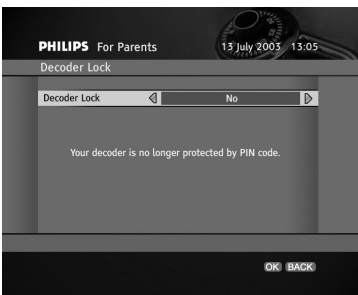 PHILIPS For Parents 13 July 2003 13:05
Decoder Lock
Decoder Lock No
Your decoder is no longer protected by PIN code.
OK BACK